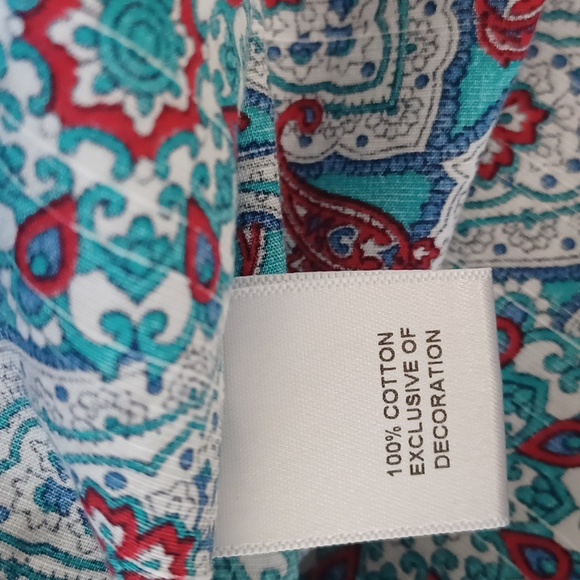 100% COTTON
EXCLUSIVE OF
DECORATION